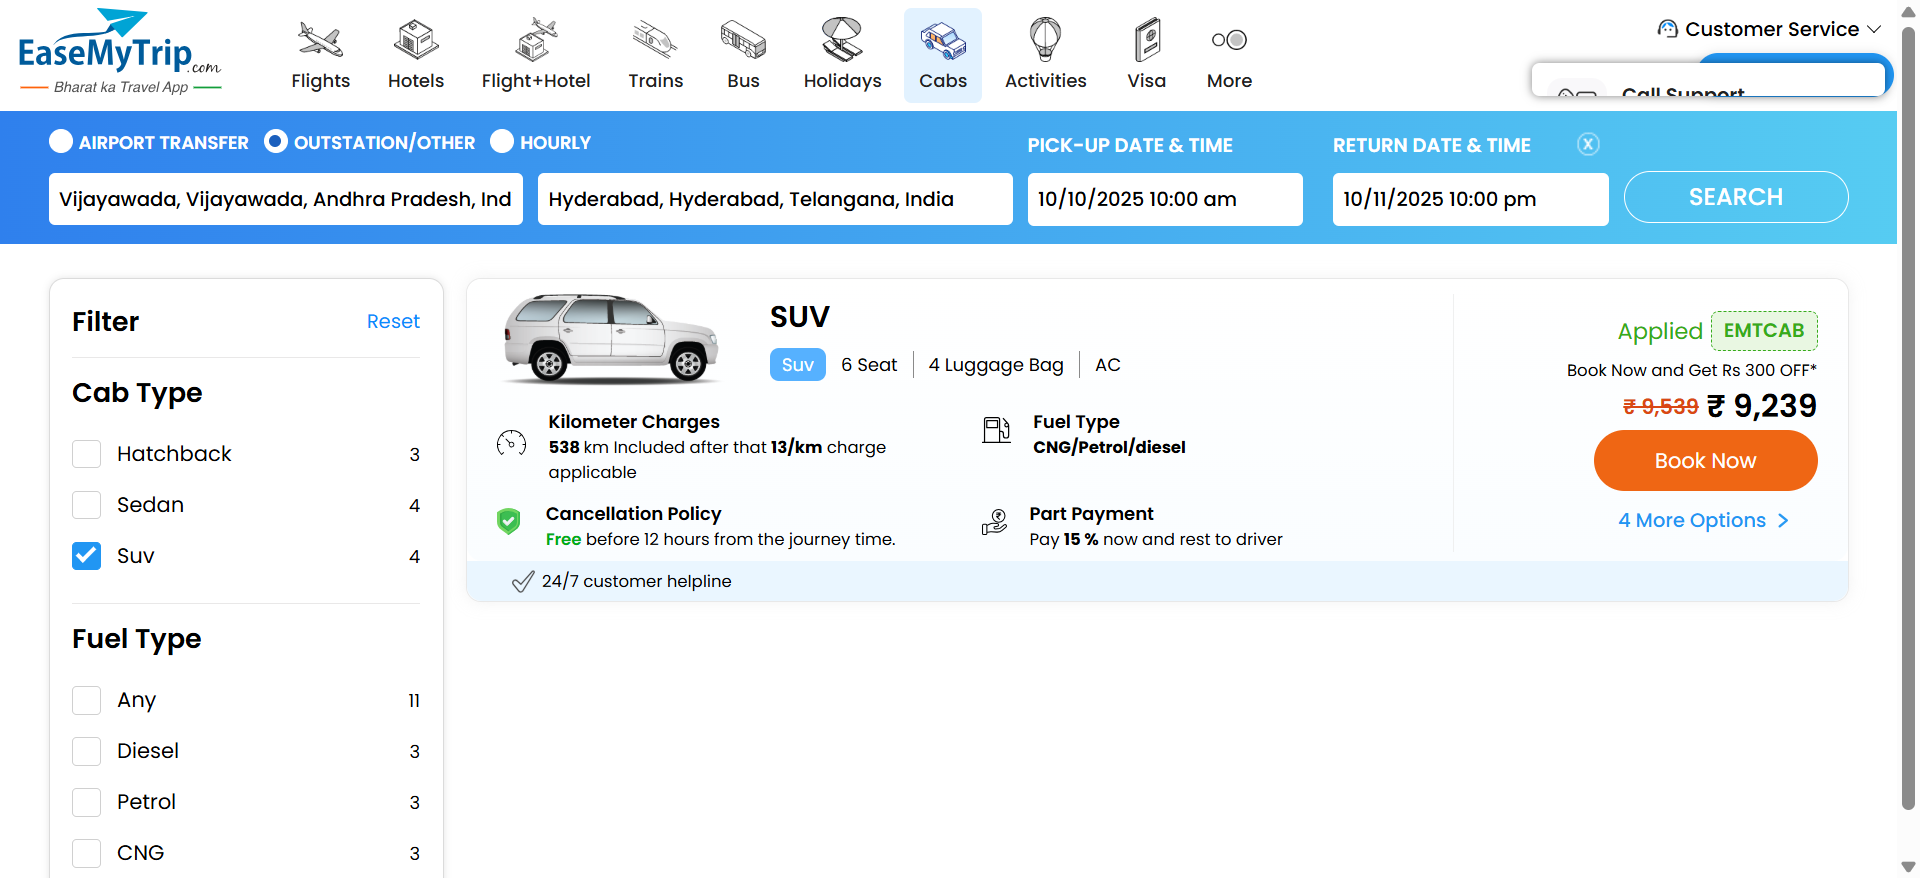 EaseMyTrip.com
Bharat ka Travel App
Flights
Hotels
Flight+Hotel
Trains
Bus
Holidays
Cabs
Activities
Visa
More
Customer Service
Call Support
AIRPORT TRANSFER
OUTSTATION/OTHER
HOURLY
PICK-UP DATE & TIME
RETURN DATE & TIME
X
Vijayawada, Vijayawada, Andhra Pradesh, Ind
Hyderabad, Hyderabad, Telangana, India
10/10/2025 10:00 am
10/11/2025 10:00 pm
SEARCH
Filter
Reset
Cab Type
Hatchback 3
Sedan 4
Suv 4
Fuel Type
Any 11
Diesel 3
Petrol 3
CNG 3
SUV
Suv
6 Seat
4 Luggage Bag
AC
Kilometer Charges
538 km Included after that 13/km charge
applicable
Fuel Type
CNG/Petrol/diesel
Cancellation Policy
Free before 12 hours from the journey time.
Part Payment
Pay 15 % now and rest to driver
24/7 customer helpline
Applied EMTCAB
Book Now and Get Rs 300 OFF*
₹ 9,539 ₹ 9,239
Book Now
4 More Options